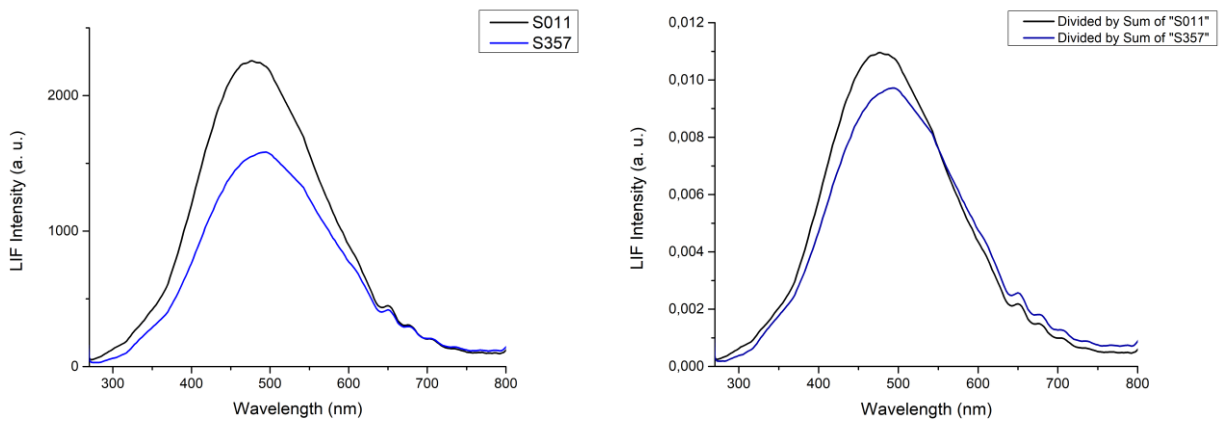 S011
S357
2000
1000
0
300
400
500
600
700
800
LIF Intensity (a. u.)
Wavelength (nm)
Divided by Sum of "S011"
Divided by Sum of "S357"
0,012
0,010
0,008
0,006
0,004
0,002
0,000
300
400
500
600
700
800
LIF Intensity (a. u.)
Wavelength (nm)